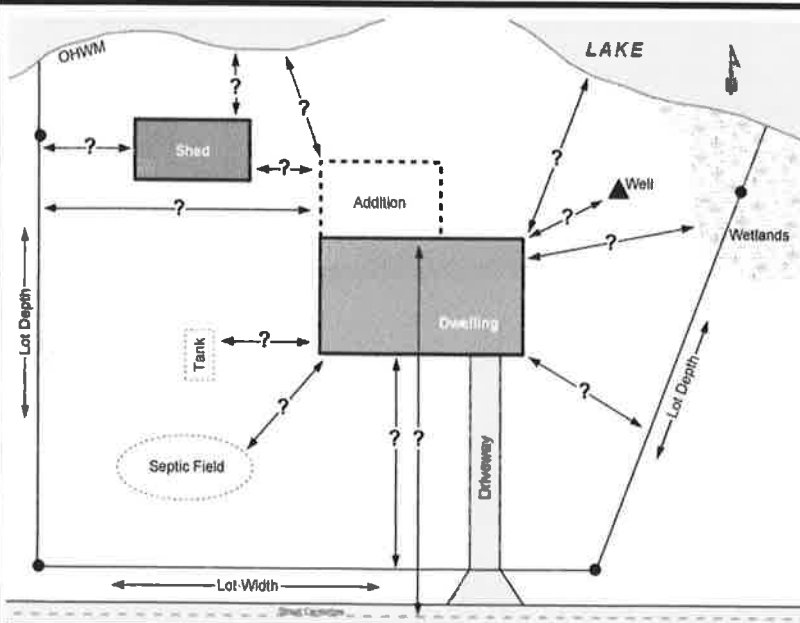 OHWM
LAKE
?
?
?
Shed
?
?
?
?
Well
?
Addition
?
Wetlands
Lot Depth
Dwelling
Tank
?
?
Lot Depth
?
?
?
Septic Field
Driveway
Lot Width